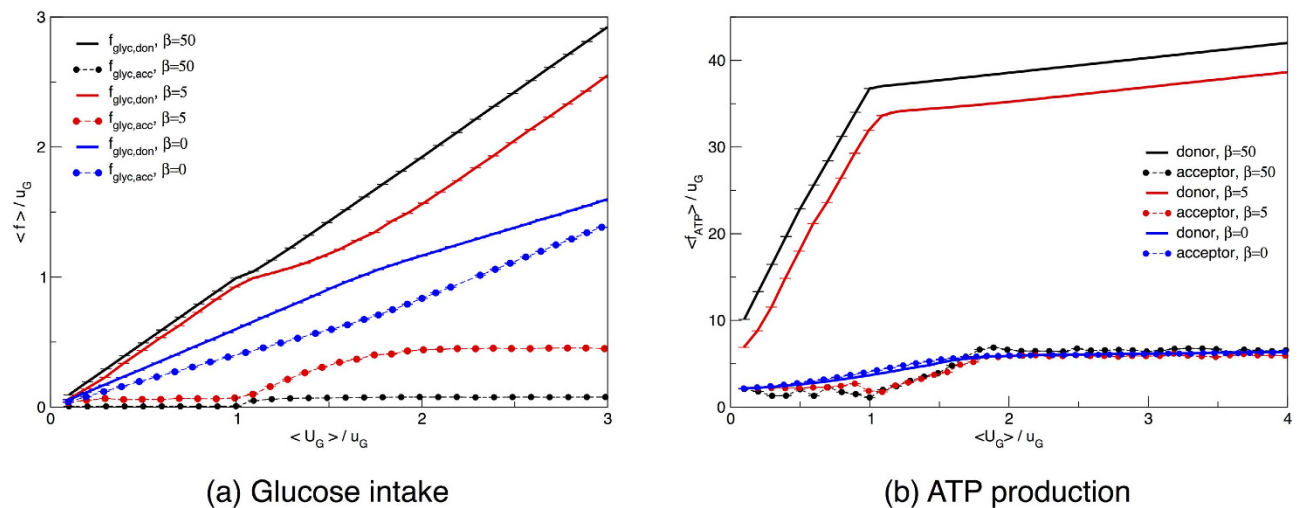 3
2
1
0
<f>/u_G
f_glyc,don, β=50
f_glyc,acc, β=50
f_glyc,don, β=5
f_glyc,acc, β=5
f_glyc,don, β=0
f_glyc,acc, β=0
0 1 2 3
<U_G>/u_G
(a) Glucose intake
40
30
20
10
0
<f_ATP>/u_G
donor, β=50
acceptor, β=50
donor, β=5
acceptor, β=5
donor, β=0
acceptor, β=0
0 1 2 3 4
<U_G>/u_G
(b) ATP production